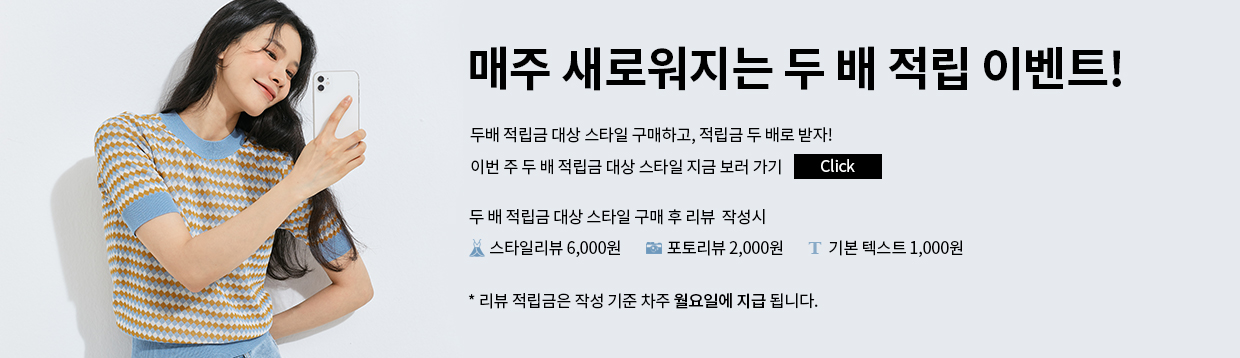 매주 새로워지는 두 배 적립 이벤트!
두배 적립금 대상 스타일 구매하고, 적립금 두 배로 받자!
이번 주 두 배 적립금 대상 스타일 지금 보러 가기 Click
두 배 적립금 대상 스타일 구매 후 리뷰 작성시
스타일리뷰 6,000원 포토리뷰 2,000원 T 기본 텍스트 1,000원
* 리뷰 적립금은 작성 기준 차주 월요일에 지급 됩니다.